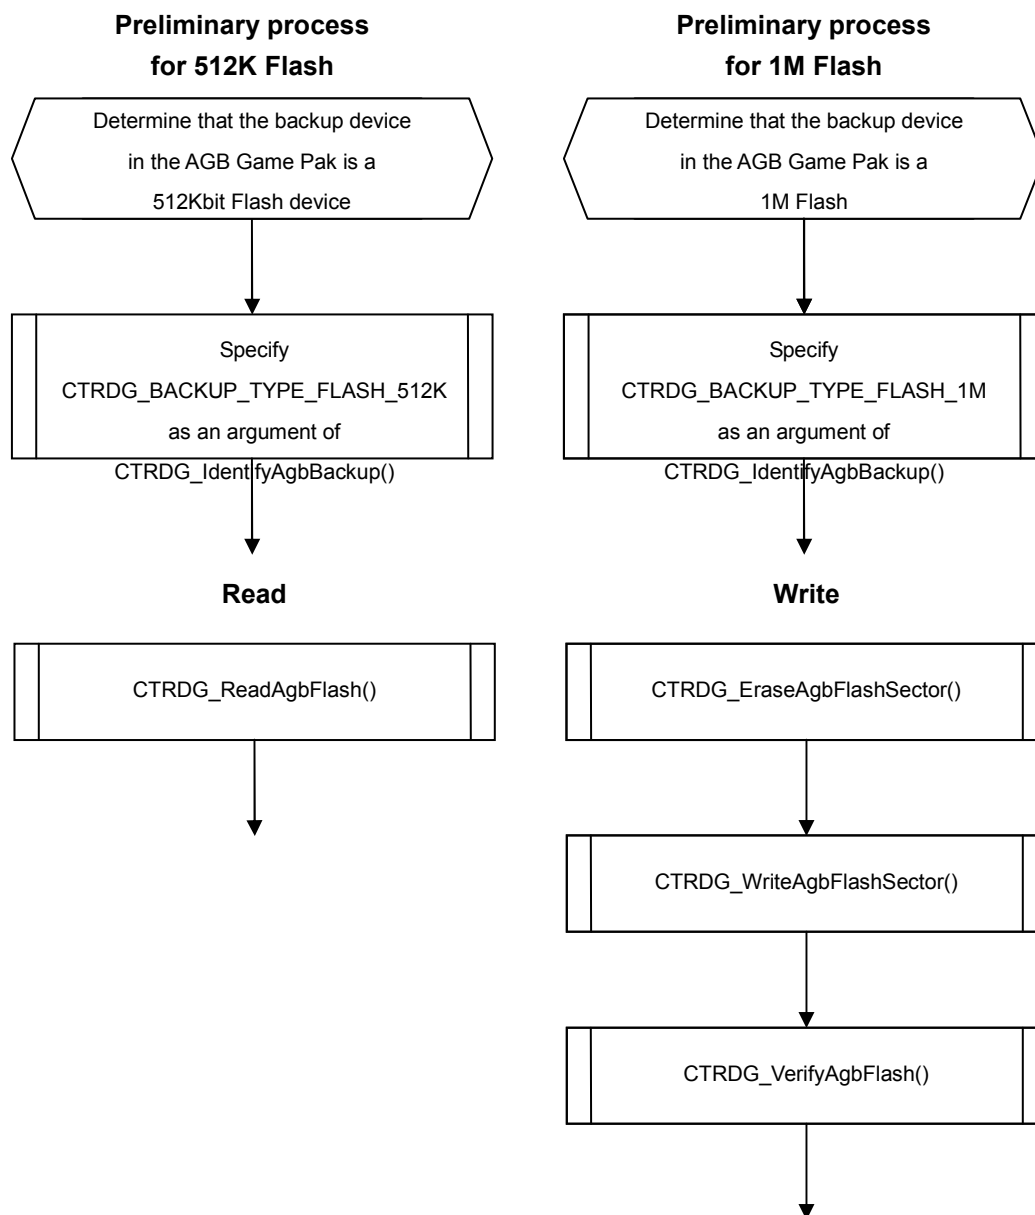 Preliminary process
for 512K Flash
Determine that the backup device
in the AGB Game Pak is a
512Kbit Flash device
Specify
CTRDG_BACKUP_TYPE_FLASH_512K
as an argument of
CTRDG_IdentifyAgbBackup()
Preliminary process
for 1M Flash
Determine that the backup device
in the AGB Game Pak is a
1M Flash
Specify
CTRDG_BACKUP_TYPE_FLASH_1M
as an argument of
CTRDG_IdentifyAgbBackup()
Read
CTRDG_ReadAgbFlash()
Write
CTRDG_EraseAgbFlashSector()
CTRDG_WriteAgbFlashSector()
CTRDG_VerifyAgbFlash()